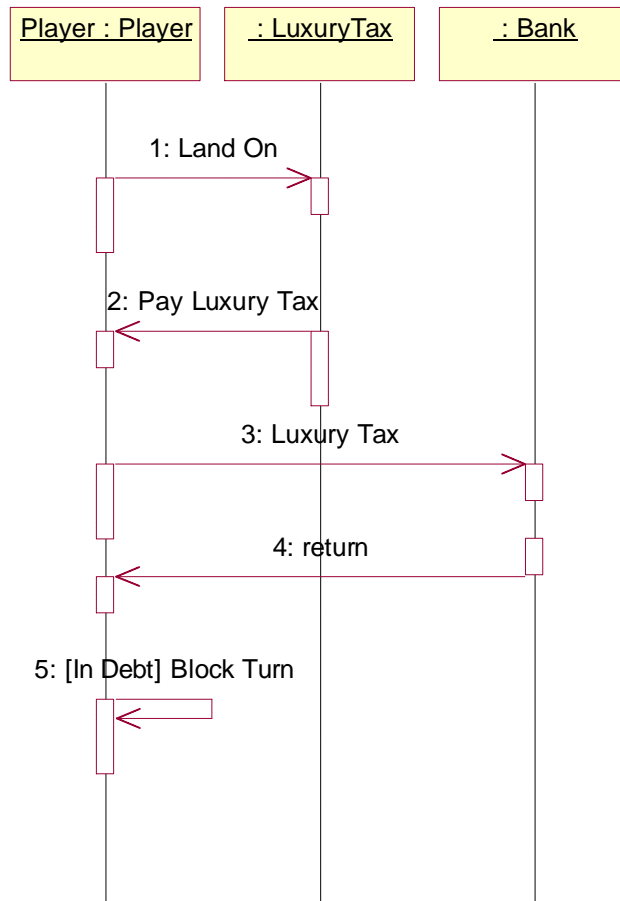 Player : Player
: LuxuryTax
: Bank
1: Land On
2: Pay Luxury Tax
3: Luxury Tax
4: return
5: [In Debt] Block Turn